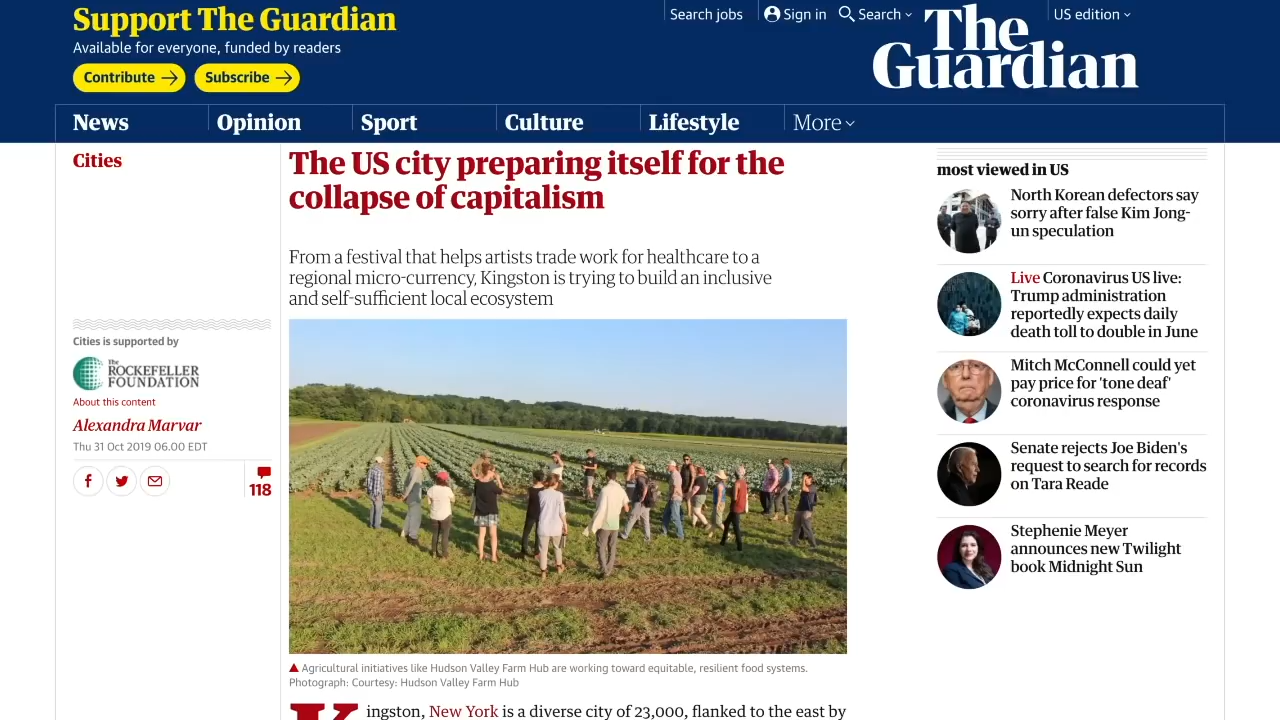 Support The Guardian
Available for everyone, funded by readers
Contribute
Subscribe
Search jobs
Sign in
Search
US edition
The
Guardian
News
Opinion
Sport
Culture
Lifestyle
More
Cities
The US city preparing itself for the
collapse of capitalism
From a festival that helps artists trade work for healthcare to a
regional micro-currency, Kingston is trying to build an inclusive
and self-sufficient local ecosystem
Cities is supported by
The
ROCKEFELLER
FOUNDATION
About this content
Alexandra Marvar
Thu 31 Oct 2019 06.00 EDT
118
Agricultural initiatives like Hudson Valley Farm Hub are working toward equitable, resilient food systems.
Photograph: Courtesy: Hudson Valley Farm Hub
Kingston, New York is a diverse city of 23,000, flanked to the east by
most viewed in US
North Korean defectors say
sorry after false Kim Jong-
un speculation
Live Coronavirus US live:
Trump administration
reportedly expects daily
death toll to double in June
Mitch McConnell could yet
pay price for 'tone deaf'
coronavirus response
Senate rejects Joe Biden's
request to search for records
on Tara Reade
Stephenie Meyer
announces new Twilight
book Midnight Sun